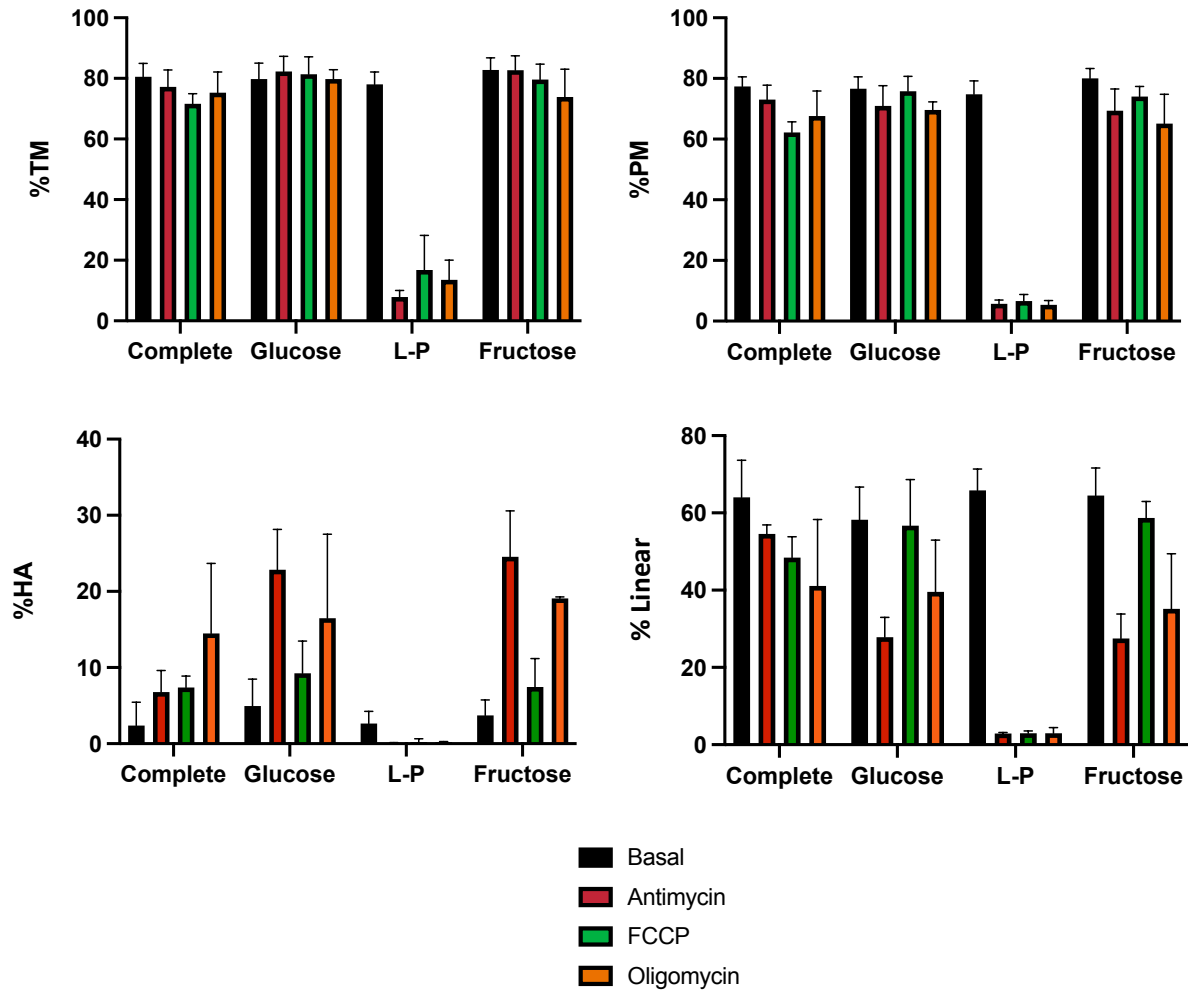 %TM
100
80
60
40
20
0
Complete Glucose L-P Fructose
%PM
100
80
60
40
20
0
Complete Glucose L-P Fructose
%HA
40
30
20
10
0
Complete Glucose L-P Fructose
% Linear
80
60
40
20
0
Complete Glucose L-P Fructose
Basal
Antimycin
FCCP
Oligomycin